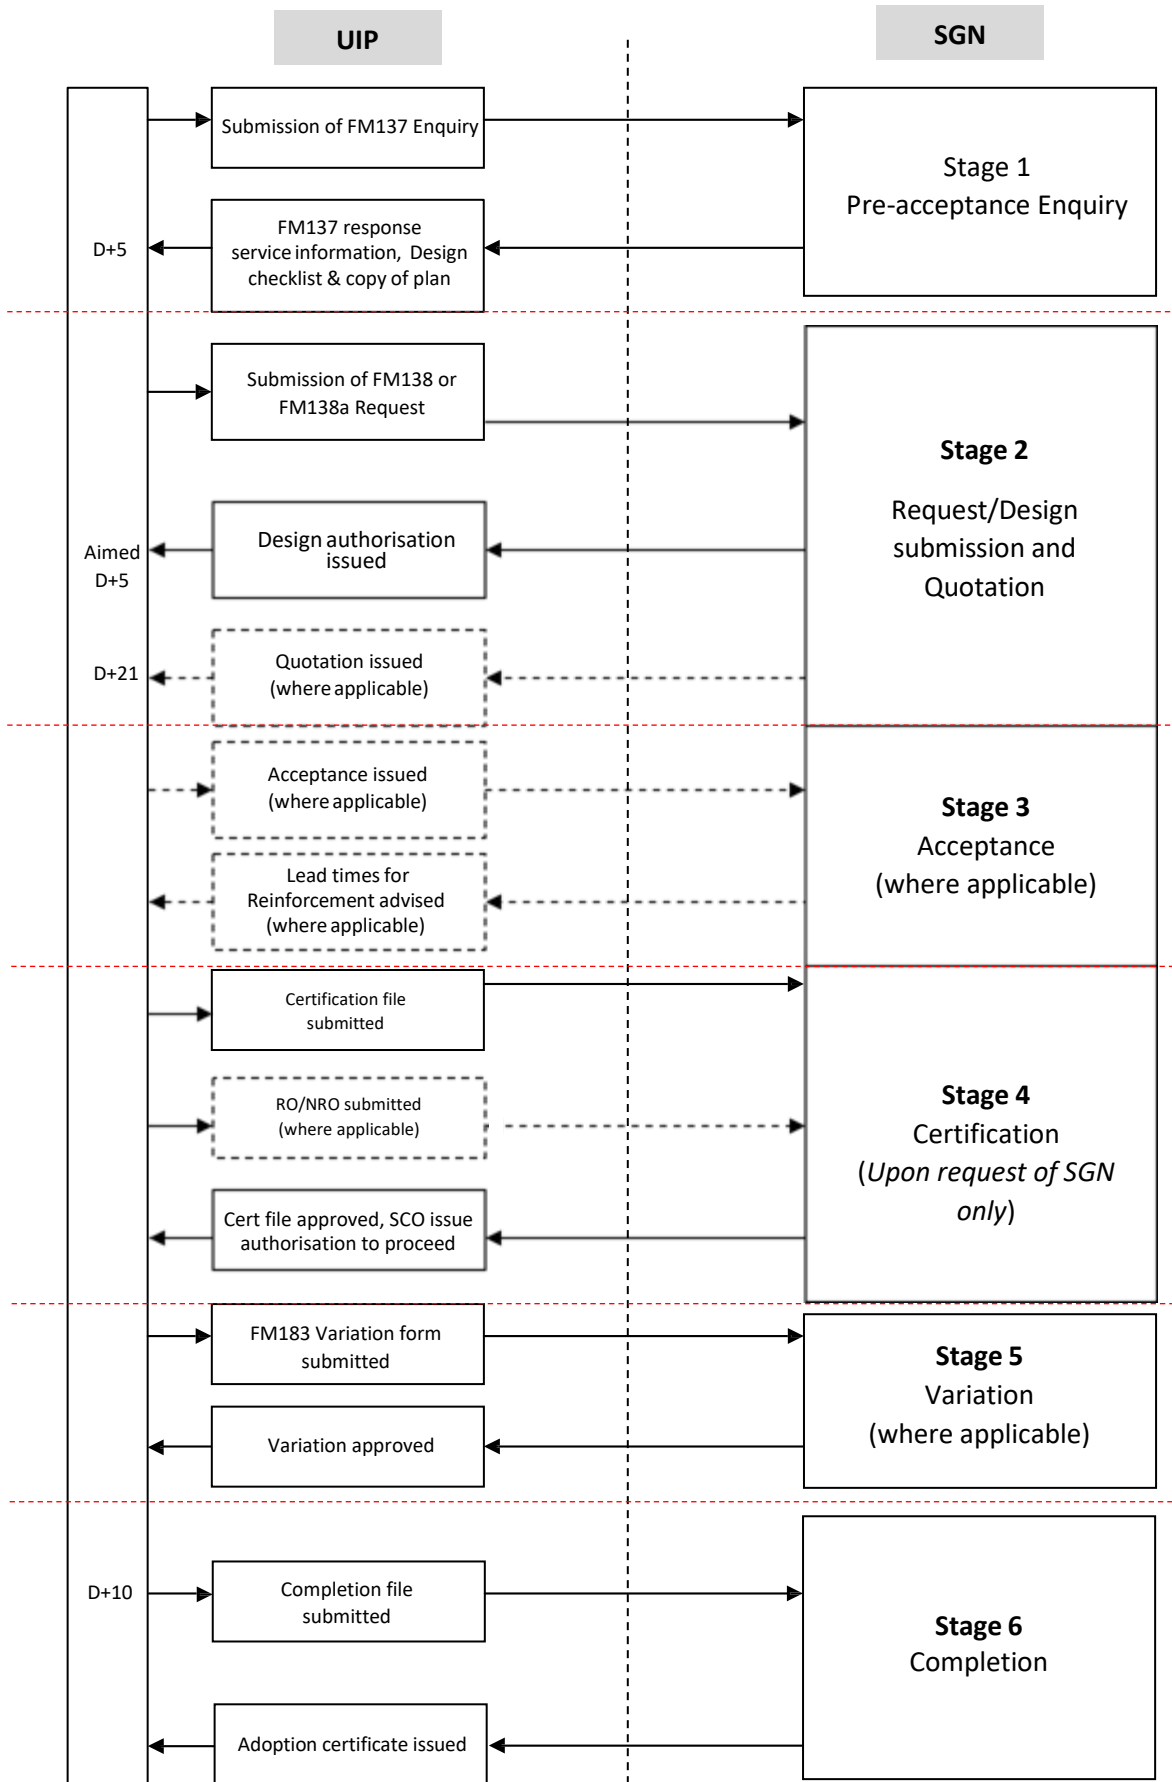 UIP
SGN
Submission of FM137 Enquiry
Stage 1
Pre-acceptance Enquiry
D+5
FM137 response
service information, Design
checklist & copy of plan
Submission of FM138 or
FM138a Request
Stage 2
Request/Design
submission and
Quotation
Aimed
D+5
Design authorisation
issued
D+21
Quotation issued
(where applicable)
Acceptance issued
(where applicable)
Stage 3
Acceptance
(where applicable)
Lead times for
Reinforcement advised
(where applicable)
Certification file
submitted
RO/NRO submitted
(where applicable)
Stage 4
Certification
(Upon request of SGN
only)
Cert file approved, SCO issue
authorisation to proceed
FM183 Variation form
submitted
Stage 5
Variation
(where applicable)
Variation approved
D+10
Completion file
submitted
Stage 6
Completion
Adoption certificate issued